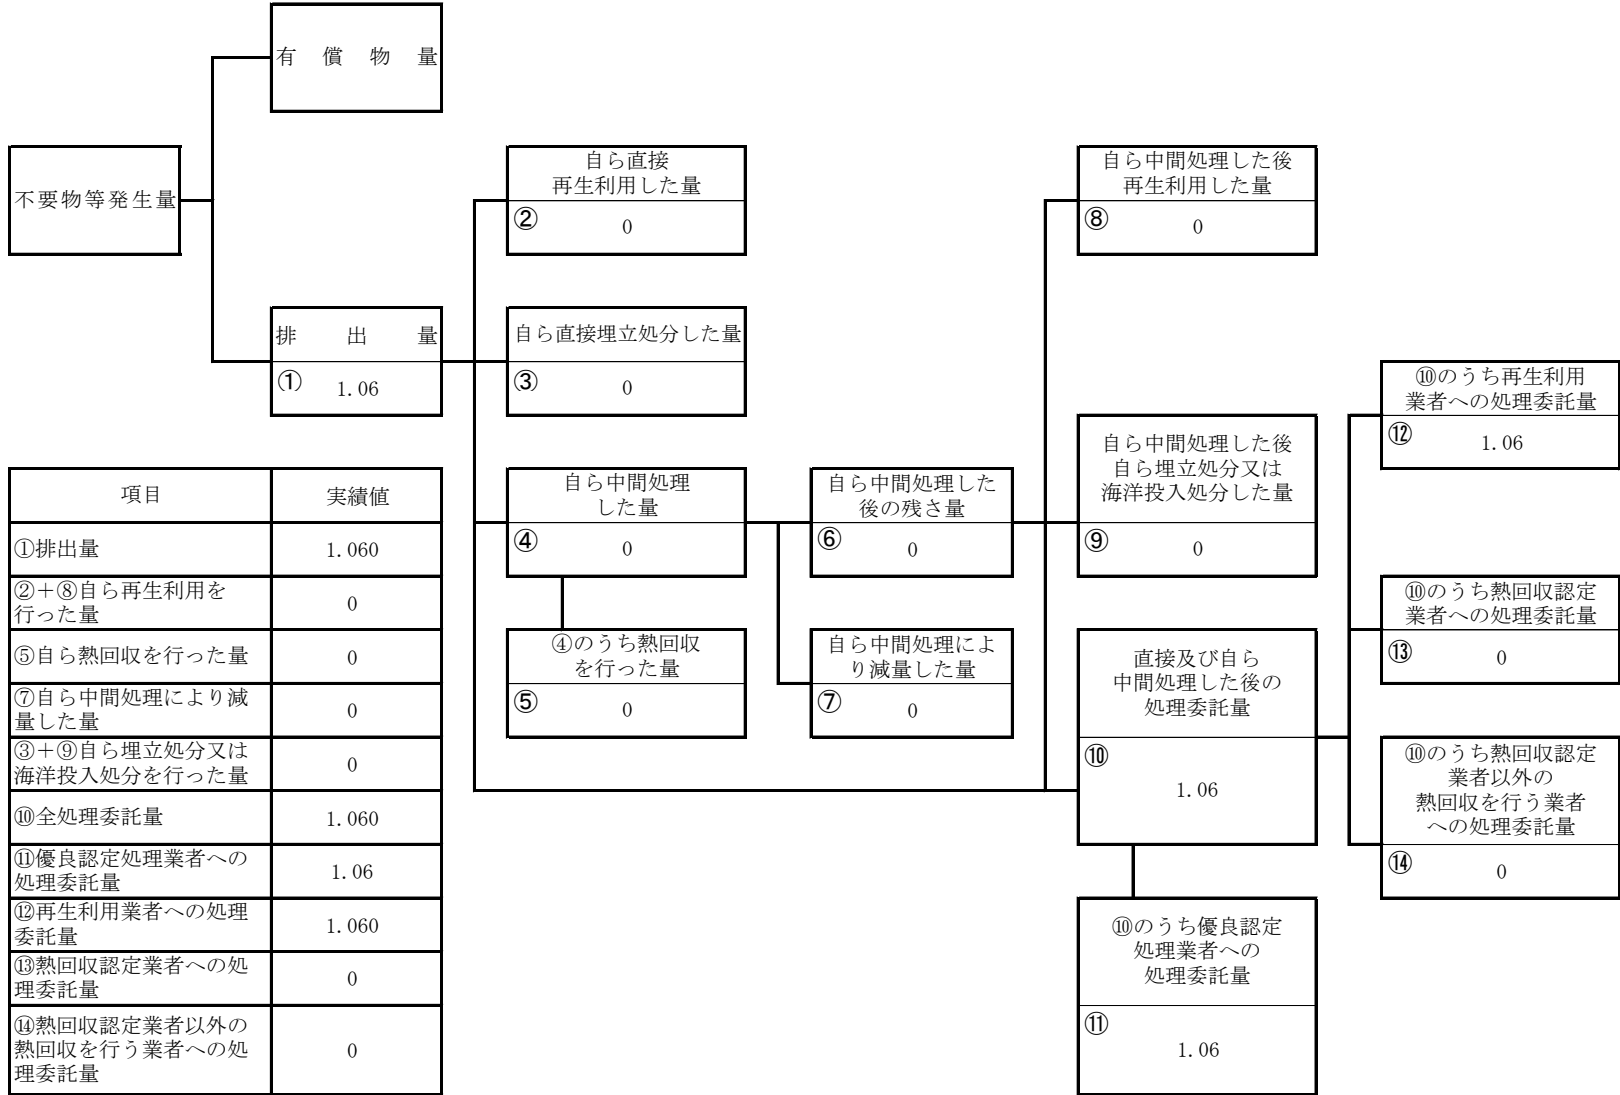 有償物量
不要物等発生量
排出量
① 1.06
自ら直接
再生利用した量
② 0
自ら直接埋立処分した量
③ 0
自ら中間処理
した量
④ 0
④のうち熱回収
を行った量
⑤ 0
自ら中間処理した
後の残さ量
⑥ 0
自ら中間処理によ
り減量した量
⑦ 0
自ら中間処理した後
再生利用した量
⑧ 0
自ら中間処理した後
自ら埋立処分又は
海洋投入処分した量
⑨ 0
直接及び自ら
中間処理した後の
処理委託量
⑩
1.06
⑩のうち優良認定
処理業者への
処理委託量
⑪
1.06
⑩のうち再生利用
業者への処理委託量
⑫ 1.06
⑩のうち熱回収認定
業者への処理委託量
⑬ 0
⑩のうち熱回収認定
業者以外の
熱回収を行う業者
への処理委託量
⑭ 0
項目 実績値
①排出量 1.060
②＋⑧自ら再生利用を
行った量 0
⑤自ら熱回収を行った量 0
⑦自ら中間処理により減
量した量 0
③＋⑨自ら埋立処分又は
海洋投入処分を行った量 0
⑩全処理委託量 1.060
⑪優良認定処理業者への
処理委託量 1.06
⑫再生利用業者への処理
委託量 1.060
⑬熱回収認定業者への処
理委託量 0
⑭熱回収認定業者以外の
熱回収を行う業者への処
理委託量 0